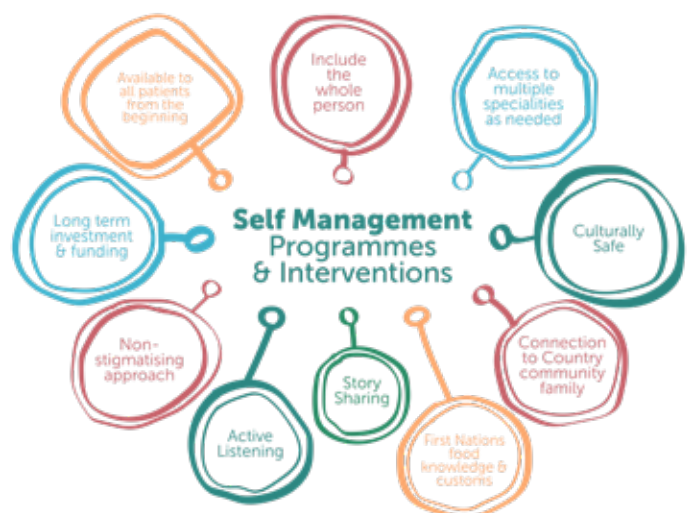 Available to
all patients
from the
beginning
Include
the
whole
person
Access to
multiple
specialities
as needed
Long term
investment
& funding
Self Management
Programmes
& Interventions
Culturally
Safe
Non-
stigmatising
approach
Connection
to Country
community
family
Active
Listening
Story
Sharing
First Nations
food
knowledge &
customs